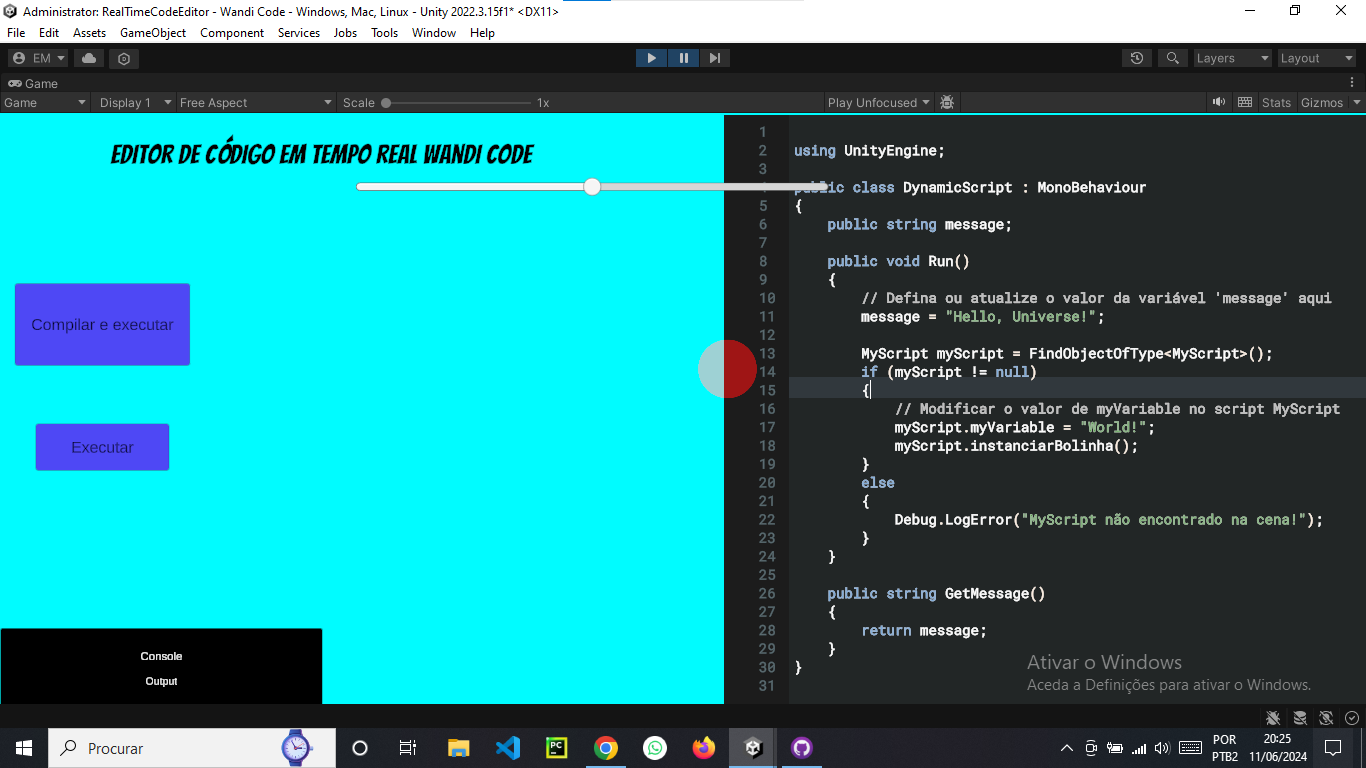 Administrator: RealTimeCodeEditor - Wandi Code - Windows, Mac, Linux - Unity 2022.3.15f1* <DX11>
File Edit Assets GameObject Component Services Jobs Tools Window Help
EM Layers Layout
Game
Game Display 1 Free Aspect Scale 1x Play Unfocused Stats Gizmos
EDITOR DE CÓDIGO EM TEMPO REAL WANDI CODE
Compilar e executar
Executar
Console
Output
1
2 using UnityEngine;
3
4 public class DynamicScript : MonoBehaviour
5 {
6     public string message;
7
8     public void Run()
9     {
10         // Defina ou atualize o valor da variável 'message' aqui
11         message = "Hello, Universe!";
12
13         MyScript myScript = FindObjectOfType<MyScript>();
14         if (myScript != null)
15         {
16             // Modificar o valor de myVariable no script MyScript
17             myScript.myVariable = "World!";
18             myScript.instanciarBolinha();
19         }
20         else
21         {
22             Debug.LogError("MyScript não encontrado na cena!");
23         }
24     }
25
26     public string GetMessage()
27     {
28         return message;
29     }
30 }
31
Ativar o Windows
Aceda a Definições para ativar o Windows.
Procurar
PC
POR
PTB2
20:25
11/06/2024